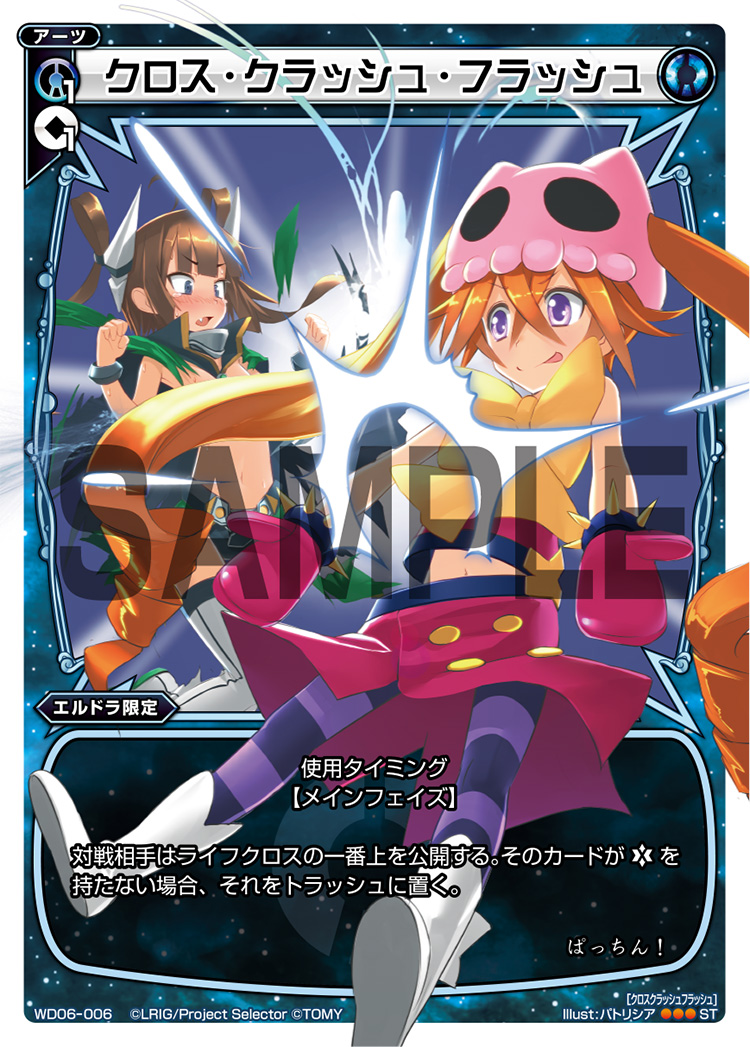 アーツ
クロス・クラッシュ・フラッシュ
1
1
SAMPLE
エルドラ限定
使用タイミング
【メインフェイズ】
対戦相手はライフクロスの一番上を公開する。そのカードが を
持たない場合、それをトラッシュに置く。
ぱっちん！
[クロスクラッシュフラッシュ]
WD06-006 ©LRIG/Project Selector ©TOMY Illust:パトリシア ST